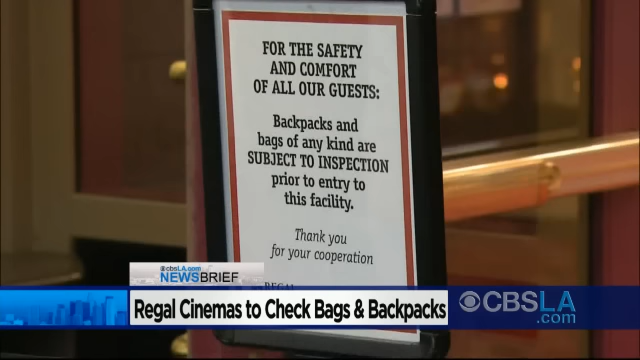 FOR THE SAFETY
AND COMFORT
OF ALL OUR GUESTS:
Backpacks and
bags of any kind are
SUBJECT TO INSPECTION
prior to entry to
this facility.
Thank you
for your cooperation
REGAL
cbsLA.com
NEWSBRIEF
Regal Cinemas to Check Bags & Backpacks
CBSLA
.com